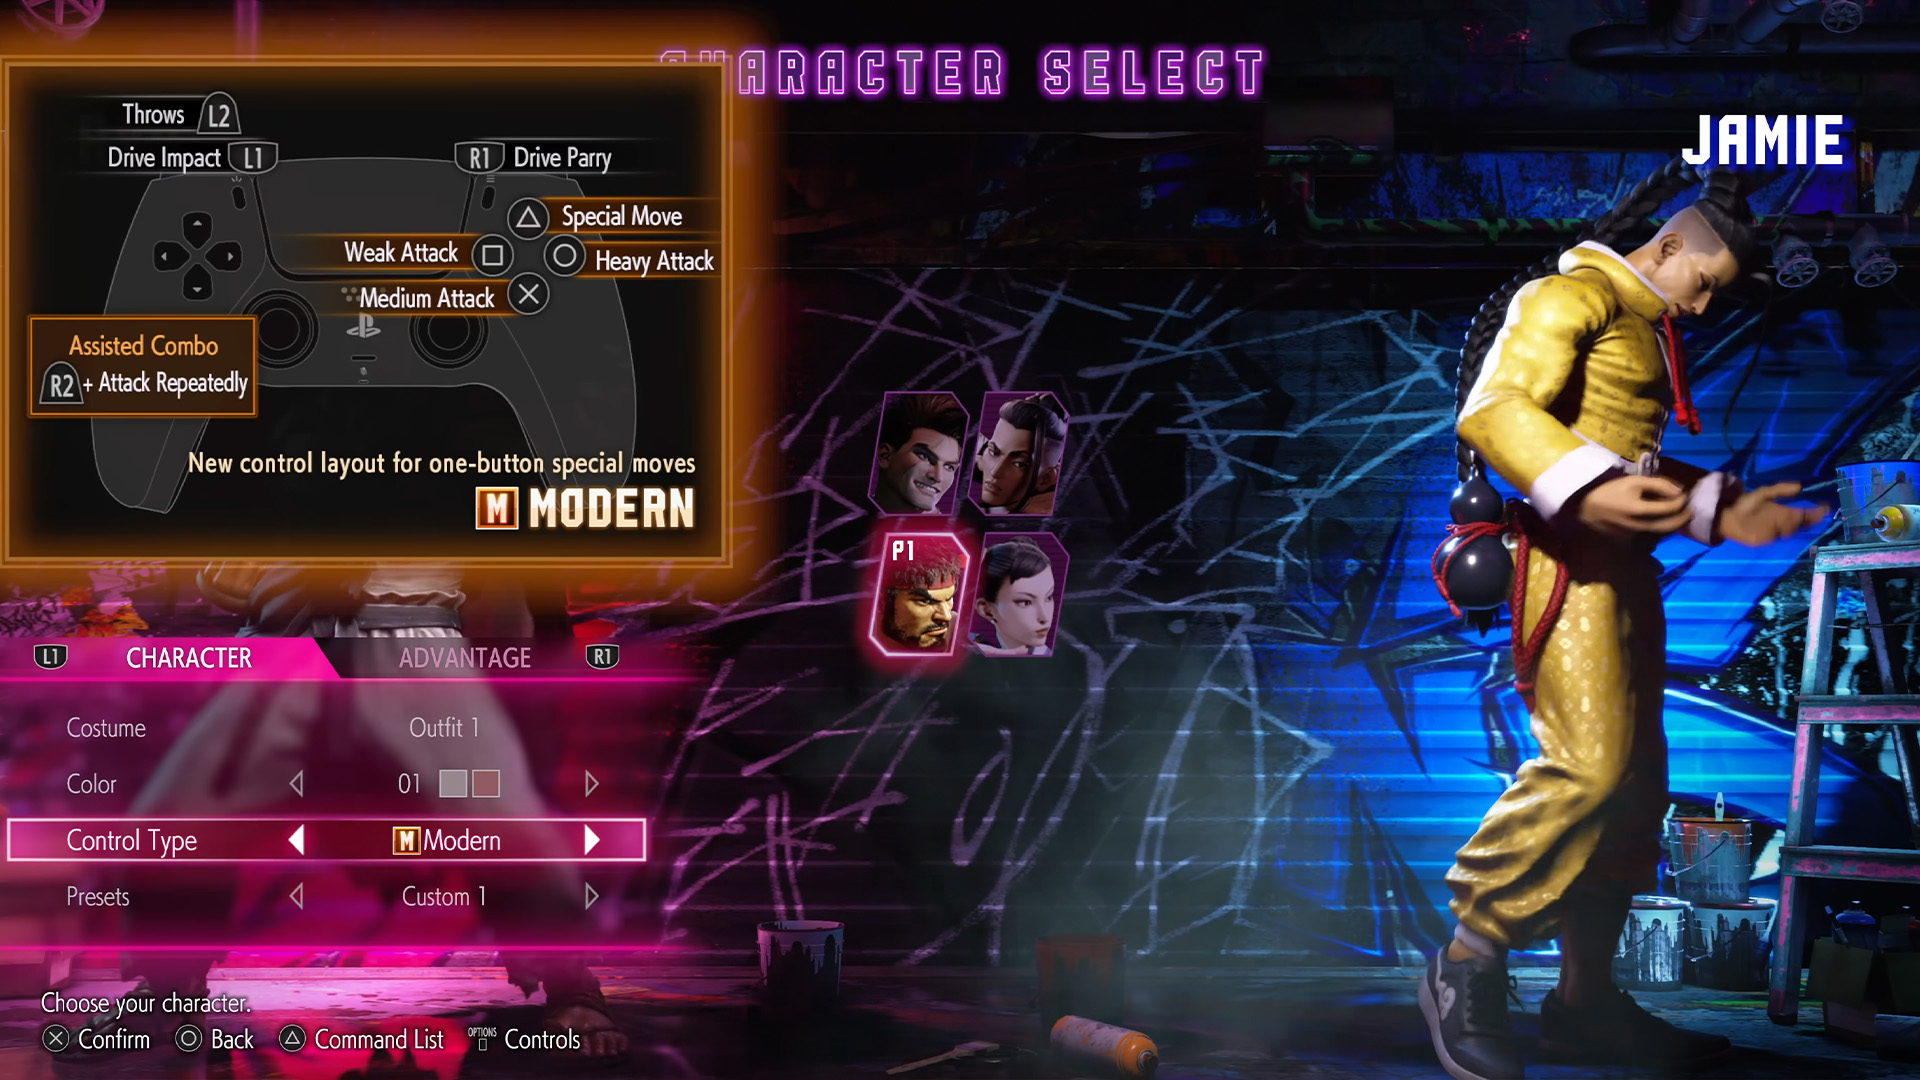 CHARACTER SELECT
JAMIE
Throws L2
Drive Impact L1
R1 Drive Parry
Special Move
Weak Attack
Heavy Attack
Medium Attack
Assisted Combo
R2 + Attack Repeatedly
New control layout for one-button special moves
M MODERN
P1
L1 CHARACTER ADVANTAGE R1
Costume Outfit 1
Color 01
Control Type M Modern
Presets Custom 1
Choose your character.
Confirm Back Command List OPTIONS Controls